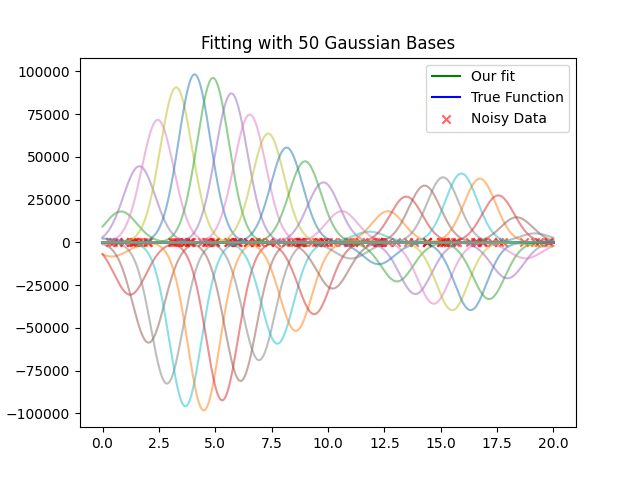 Fitting with 50 Gaussian Bases
Our fit
True Function
Noisy Data
100000
75000
50000
25000
0
−25000
−50000
−75000
−100000
0.0 2.5 5.0 7.5 10.0 12.5 15.0 17.5 20.0